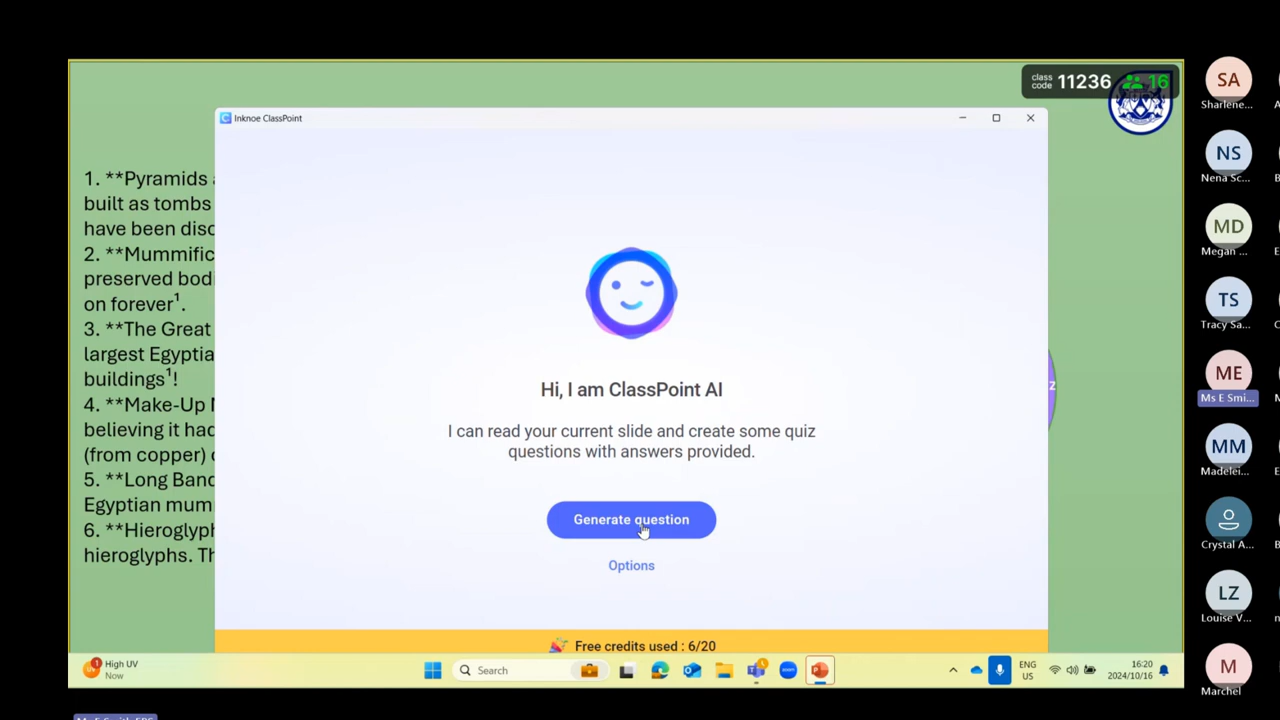 class code 11236 16
Inknoe ClassPoint
1. **Pyramids
built as tombs
have been disc
2. **Mummific
preserved bodi
on forever¹.
3. **The Great
largest Egyptia
buildings¹!
4. **Make-Up
believing it had
(from copper)
5. **Long Band
Egyptian mum
6. **Hieroglyph
hieroglyphs. Th
Hi, I am ClassPoint AI
I can read your current slide and create some quiz
questions with answers provided.
Generate question
Options
Free credits used : 6/20
z
High UV
Now
1
Search
ENG
US
16:20
2024/10/16
SA
Sharlene...
NS
Nena Sc...
MD
Megan ...
TS
Tracy Sa...
ME
Ms E Smi...
MM
Madelei...
Crystal A...
LZ
Louise V...
M
Marchel